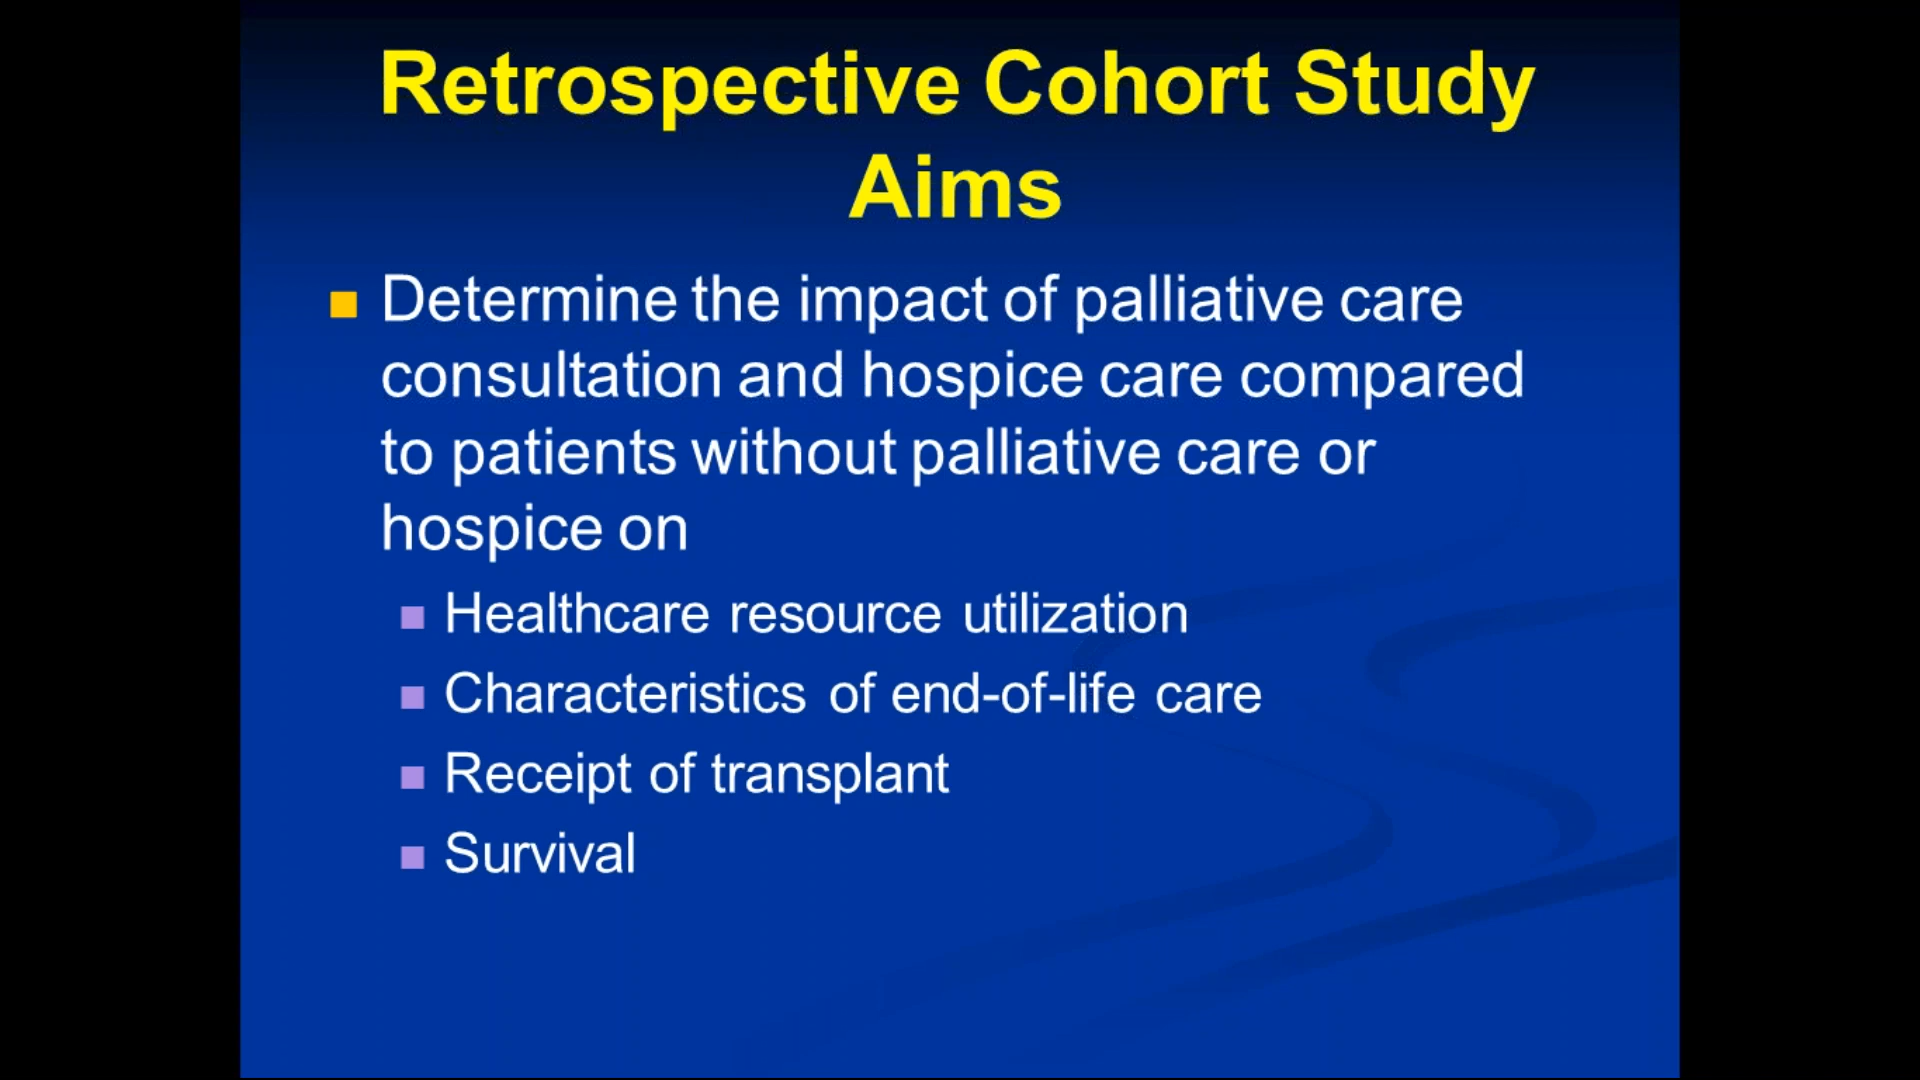 Retrospective Cohort Study
Aims
Determine the impact of palliative care
consultation and hospice care compared
to patients without palliative care or
hospice on
Healthcare resource utilization
Characteristics of end-of-life care
Receipt of transplant
Survival